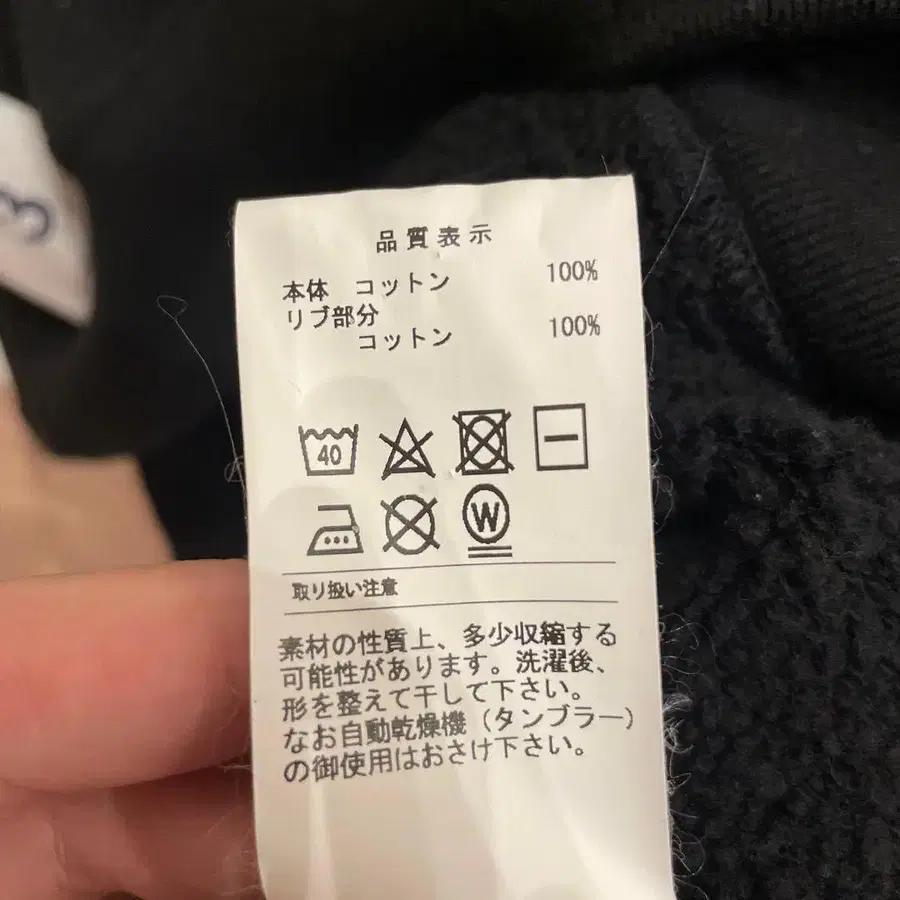 3
品質表示
本体 コットン 100%
リブ部分
コットン 100%
40
W
取り扱い注意
素材の性質上、多少収縮する
可能性があります。洗濯後、
形を整えて干して下さい。
なお自動乾燥機（タンブラー）
の御使用はおさけ下さい。